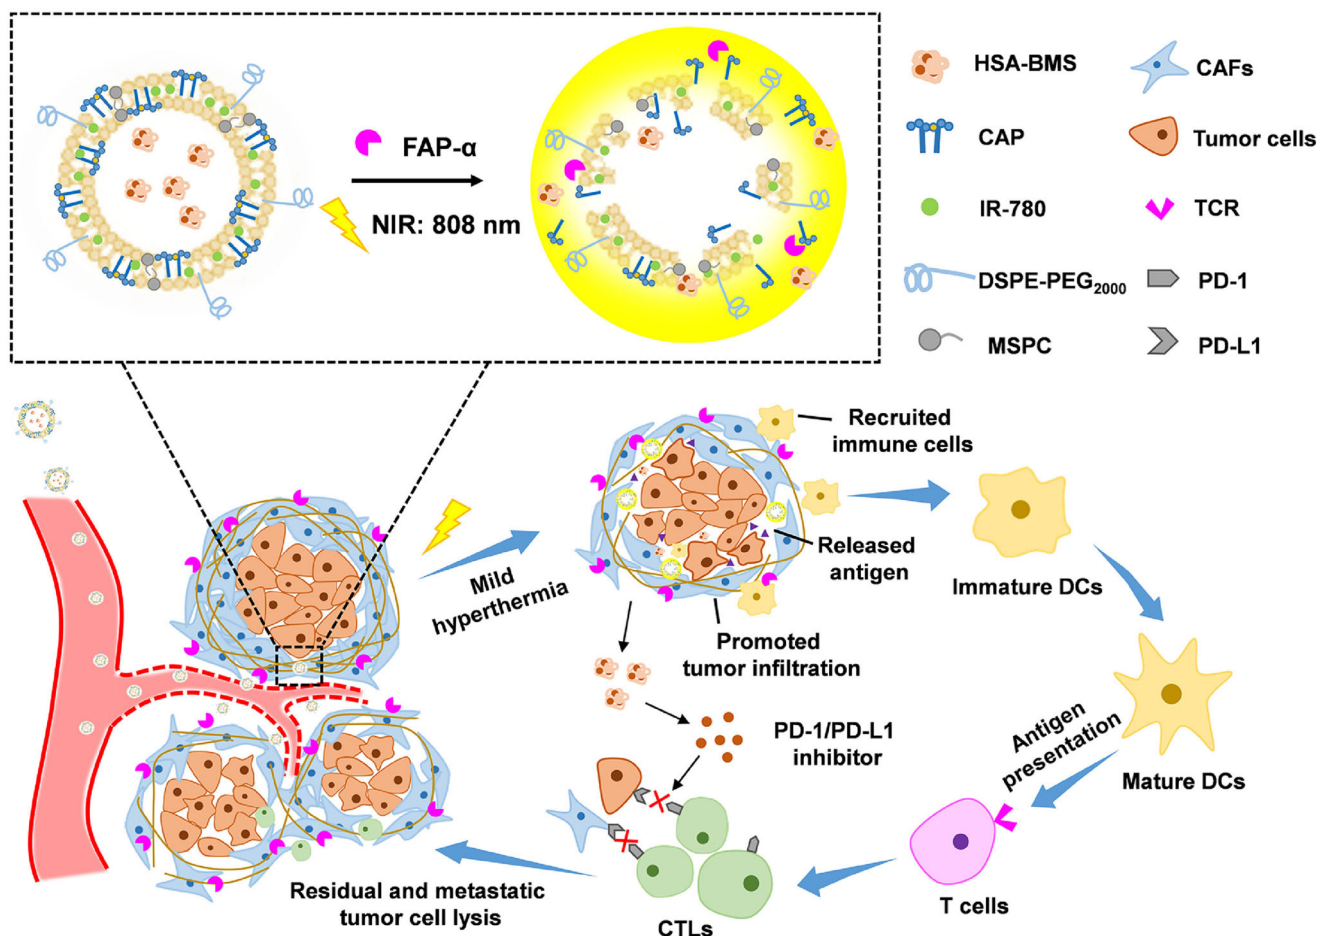 FAP-α
NIR: 808 nm
HSA-BMS
CAFs
CAP
Tumor cells
IR-780
TCR
DSPE-PEG2000
PD-1
MSPC
PD-L1
Mild
hyperthermia
Recruited
immune cells
Released
antigen
Promoted
tumor infiltration
Immature DCs
Mature DCs
Antigen
presentation
T cells
PD-1/PD-L1
inhibitor
CTLs
Residual and metastatic
tumor cell lysis